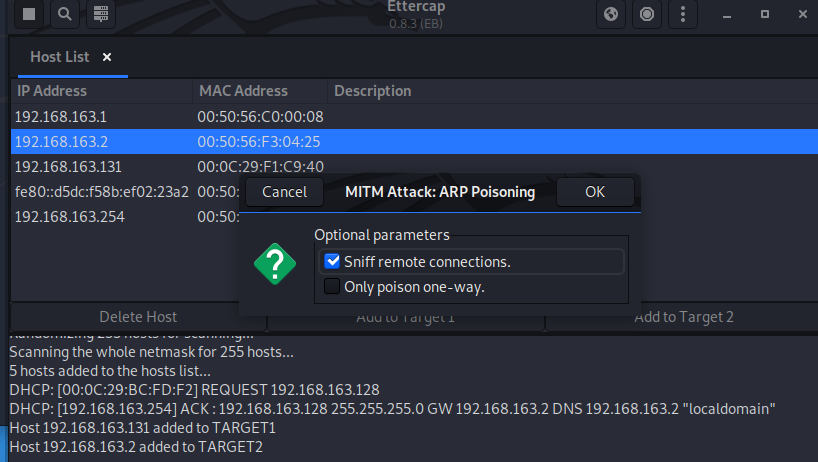 Ettercap
0.8.3 (EB)
Host List ×
IP Address MAC Address Description
192.168.163.1 00:50:56:C0:00:08
192.168.163.2 00:50:56:F3:04:25
192.168.163.131 00:0C:29:F1:C9:40
fe80::d5dc:f58b:ef02:23a2 00:50:
192.168.163.254 00:50:
Cancel MITM Attack: ARP Poisoning OK
Optional parameters
Sniff remote connections.
Only poison one-way.
Delete Host Add to Target 1 Add to Target 2
Randomizing 255 hosts for scanning...
Scanning the whole netmask for 255 hosts...
5 hosts added to the hosts list...
DHCP: [00:0C:29:BC:FD:F2] REQUEST 192.168.163.128
DHCP: [192.168.163.254] ACK : 192.168.163.128 255.255.255.0 GW 192.168.163.2 DNS 192.168.163.2 "localdomain"
Host 192.168.163.131 added to TARGET1
Host 192.168.163.2 added to TARGET2